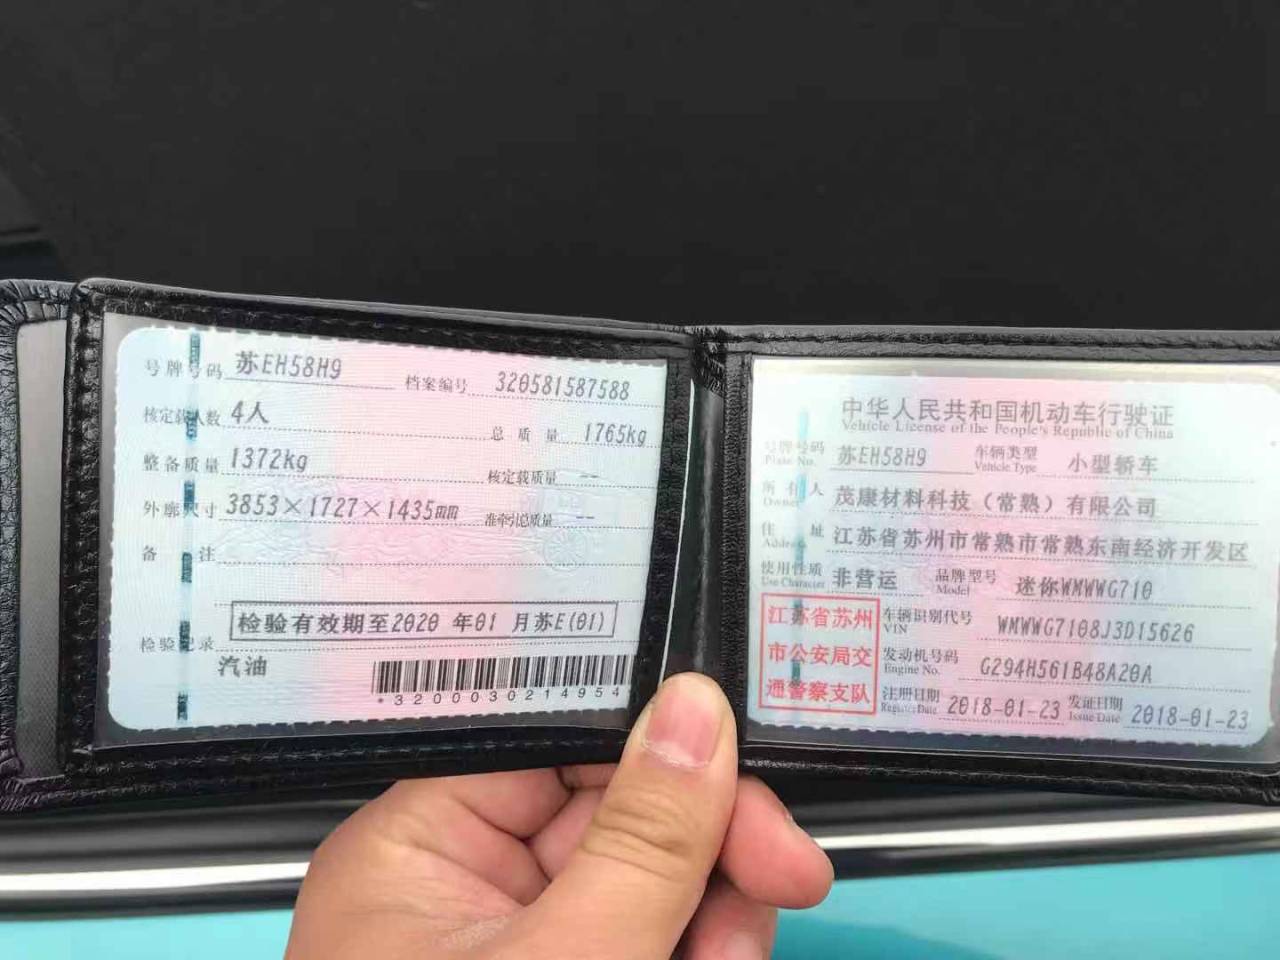 号牌号码 苏EH58H9 档案编号 320581587588
核定载人数 4人 总质量 1765kg
整备质量 1372kg 核定载质量 --
外廓尺寸 3853×1727×1435mm 准牵引总质量 --
备注
检验有效期至2020 年01 月苏E(01)
检验记录
汽油
*3200030214954
中华人民共和国机动车行驶证
Vehicle License of the People's Republic of China
号牌号码 苏EH58H9 车辆类型 小型轿车
Plate No. Vehicle Type
所有人 茂康材料科技（常熟）有限公司
Owner
住址 江苏省苏州市常熟市常熟东南经济开发区
Address
使用性质 非营运 品牌型号 迷你WMWWG710
Use Character Model
江苏省苏州
市公安局交
通警察支队
车辆识别代号 WMWWG7108J3D15626
VIN
发动机号码 G294H561B48A20A
Engine No.
注册日期 2018-01-23 发证日期 2018-01-23
Register Date Issue Date